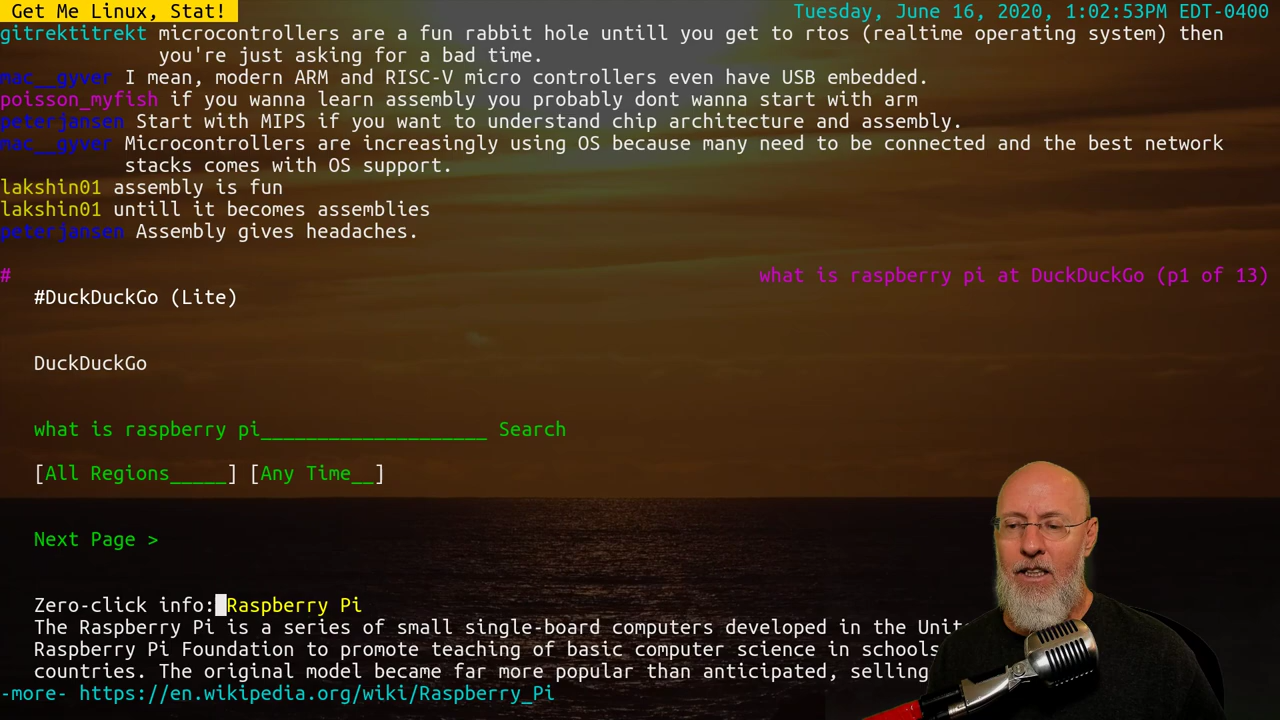 Get Me Linux, Stat! Tuesday, June 16, 2020, 1:02:53PM EDT-0400
gitrektitrekt microcontrollers are a fun rabbit hole untill you get to rtos (realtime operating system) then
you're just asking for a bad time.
mac__gyver I mean, modern ARM and RISC-V micro controllers even have USB embedded.
poisson_myfish if you wanna learn assembly you probably dont wanna start with arm
peterjansen Start with MIPS if you want to understand chip architecture and assembly.
mac__gyver Microcontrollers are increasingly using OS because many need to be connected and the best network
stacks comes with OS support.
lakshin01 assembly is fun
lakshin01 untill it becomes assemblies
peterjansen Assembly gives headaches.
# what is raspberry pi at DuckDuckGo (p1 of 13)
#DuckDuckGo (Lite)
DuckDuckGo
what is raspberry pi____________________ Search
[All Regions_____] [Any Time__]
Next Page >
Zero-click info: Raspberry Pi
The Raspberry Pi is a series of small single-board computers developed in the
Raspberry Pi Foundation to promote teaching of basic computer science in schools
countries. The original model became far more popular than anticipated, selling
-more- https://en.wikipedia.org/wiki/Raspberry_Pi